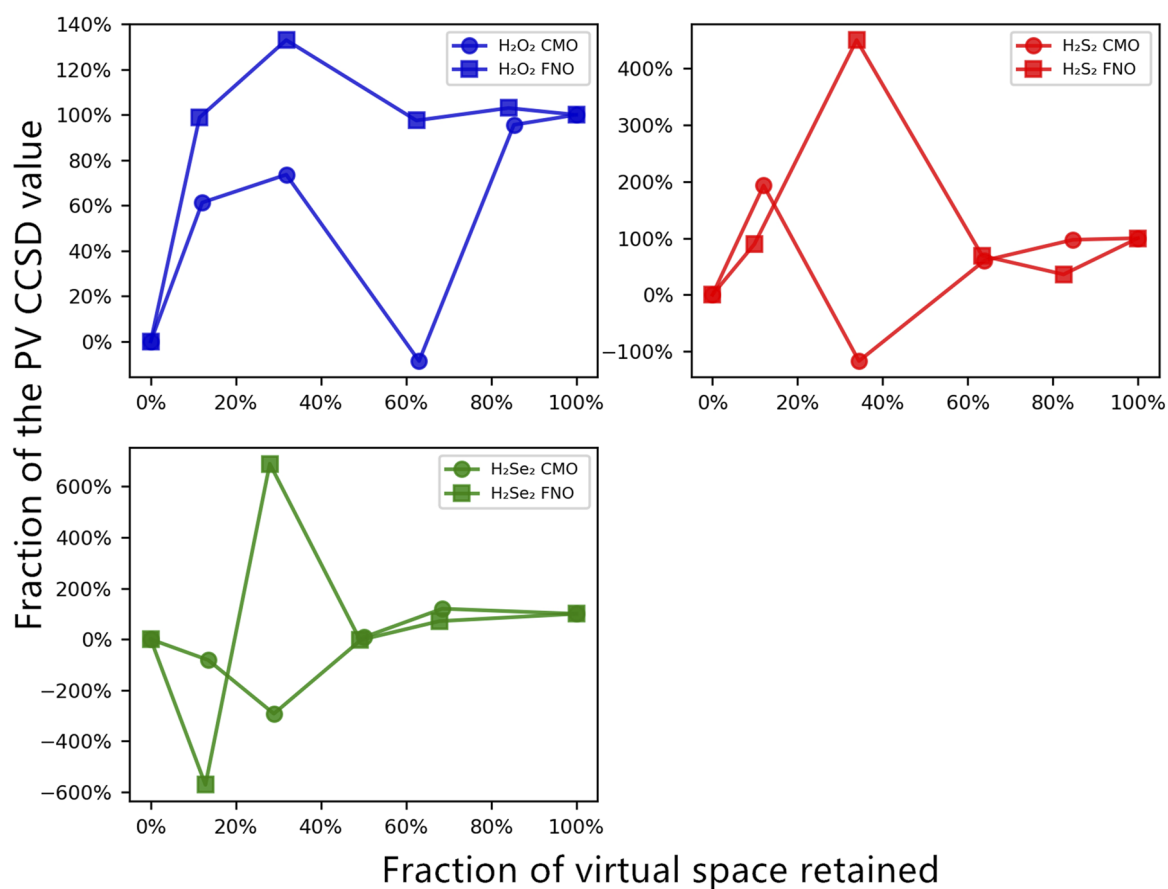 Fraction of the PV CCSD value
140%
120%
100%
80%
60%
40%
20%
0%
H₂O₂ CMO
H₂O₂ FNO
0% 20% 40% 60% 80% 100%
400%
300%
200%
100%
0%
−100%
H₂S₂ CMO
H₂S₂ FNO
0% 20% 40% 60% 80% 100%
600%
400%
200%
0%
−200%
−400%
−600%
H₂Se₂ CMO
H₂Se₂ FNO
0% 20% 40% 60% 80% 100%
Fraction of virtual space retained